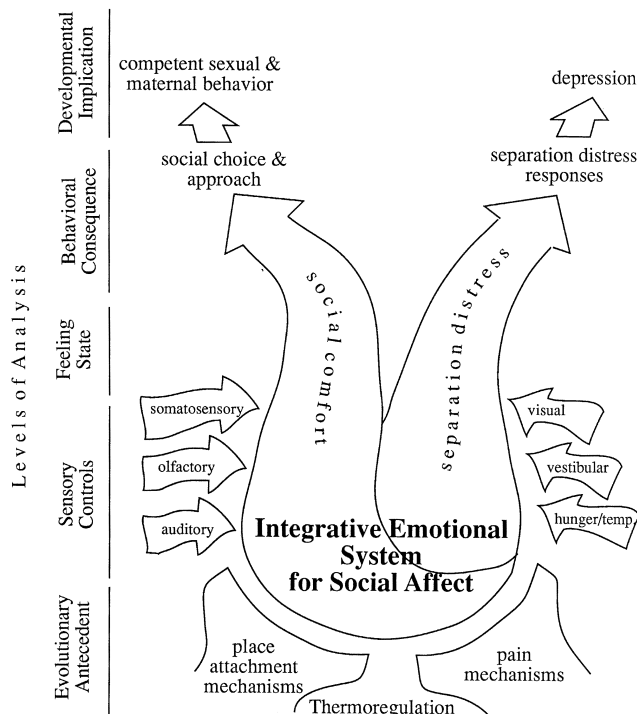 Levels of Analysis
Developmental
Implication
competent sexual &
maternal behavior
depression
Behavioral
Consequence
social choice &
approach
separation distress
responses
Feeling
State
social comfort
separation distress
Sensory
Controls
somatosensory
olfactory
auditory
visual
vestibular
hunger/temp
Integrative Emotional
System
for Social Affect
Evolutionary
Antecedent
place
attachment
mechanisms
pain
mechanisms
Thermoregulation